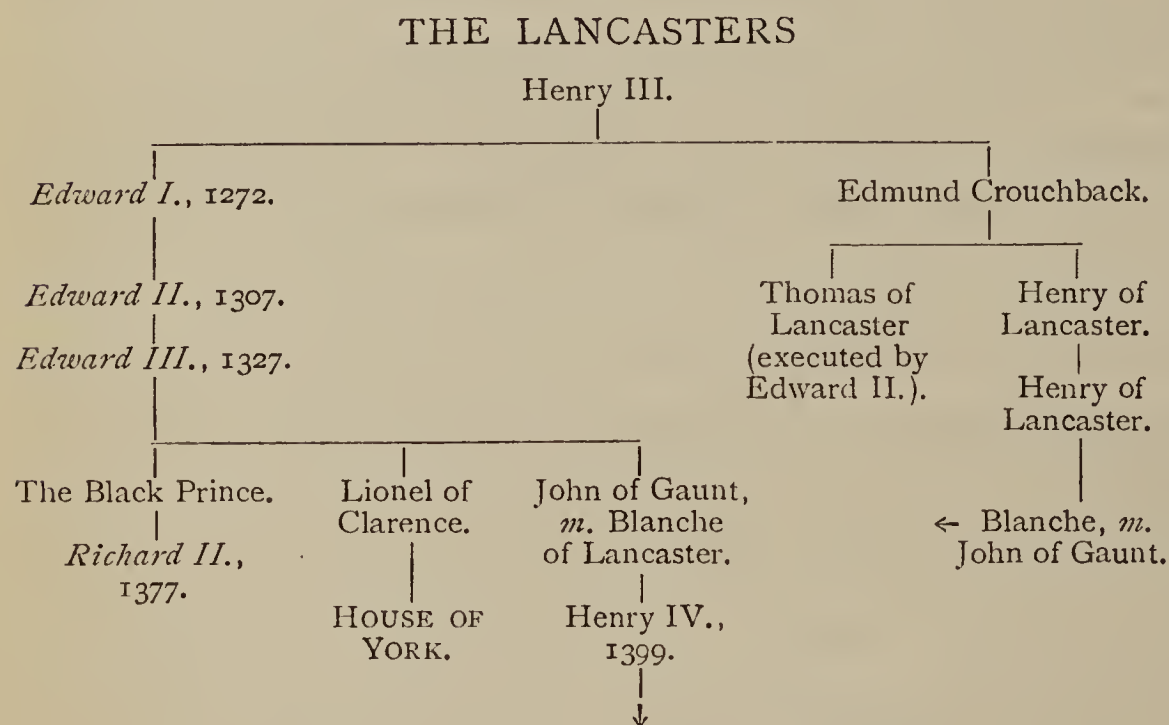 THE LANCASTERS
Henry III.
Edward I., 1272.
Edmund Crouchback.
Edward II., 1307.
Edward III., 1327.
Thomas of
Lancaster
(executed by
Edward II.).
Henry of
Lancaster.
Henry of
Lancaster.
The Black Prince.
Richard II.,
1377.
Lionel of
Clarence.
HOUSE OF
YORK.
John of Gaunt,
m. Blanche
of Lancaster.
Henry IV.,
1399.
← Blanche, m.
John of Gaunt.